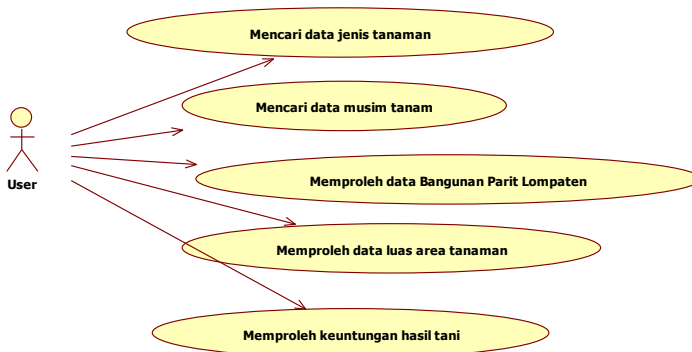 Mencari data jenis tanaman
Mencari data musim tanam
Memproleh data Bangunan Parit Lompaten
User
Memproleh data luas area tanaman
Memproleh keuntungan hasil tani